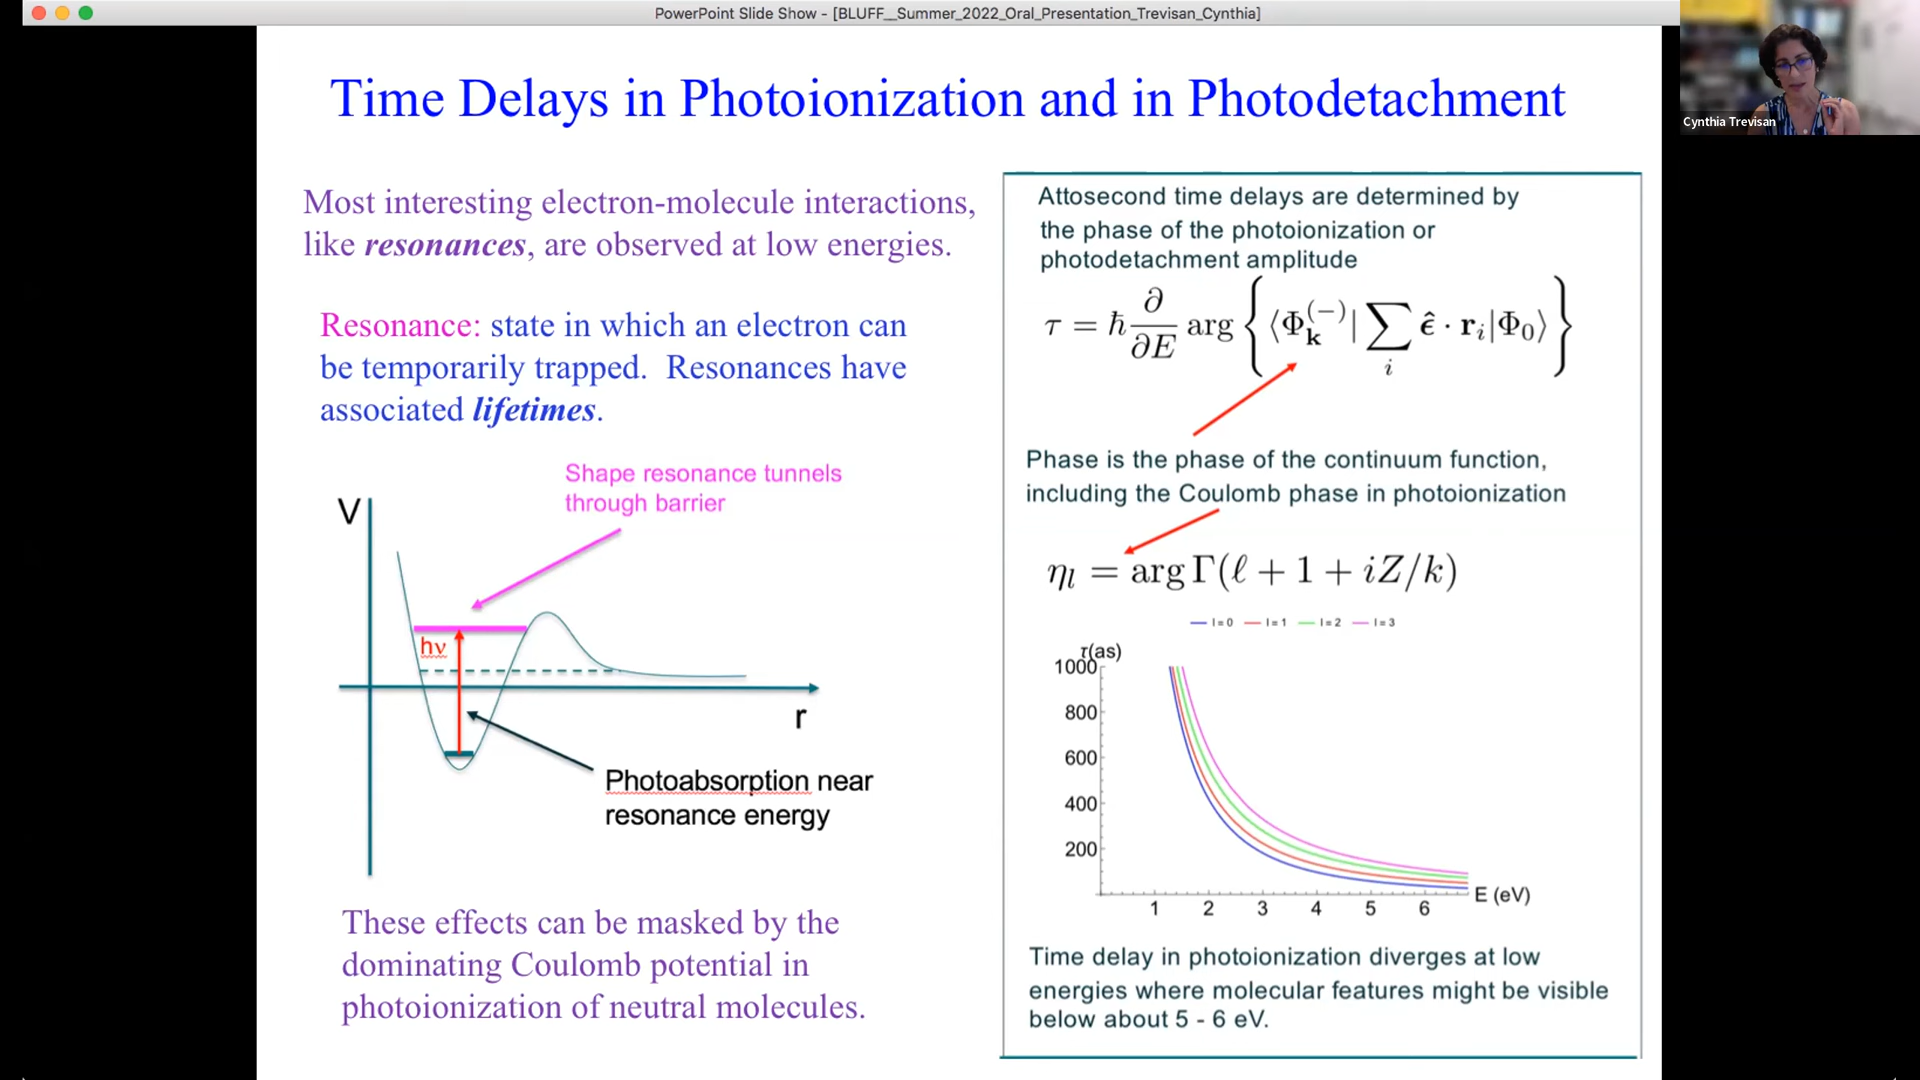 PowerPoint Slide Show - [BLUFF__Summer_2022_Oral_Presentation_Trevisan_Cynthia]
Cynthia Trevisan
Time Delays in Photoionization and in Photodetachment
Most interesting electron-molecule interactions,
like resonances, are observed at low energies.
Resonance: state in which an electron can
be temporarily trapped. Resonances have
associated lifetimes.
Shape resonance tunnels
through barrier
V
hν
r
Photoabsorption near
resonance energy
These effects can be masked by the
dominating Coulomb potential in
photoionization of neutral molecules.
Attosecond time delays are determined by
the phase of the photoionization or
photodetachment amplitude
τ = ħ ∂/∂E arg { ⟨Φ_k^(−)| ∑_i ε̂ · r_i |Φ_0⟩ }
Phase is the phase of the continuum function,
including the Coulomb phase in photoionization
η_l = arg Γ(ℓ + 1 + iZ/k)
l = 0 l = 1 l = 2 l = 3
τ(as)
1000
800
600
400
200
1 2 3 4 5 6 E (eV)
Time delay in photoionization diverges at low
energies where molecular features might be visible
below about 5 - 6 eV.